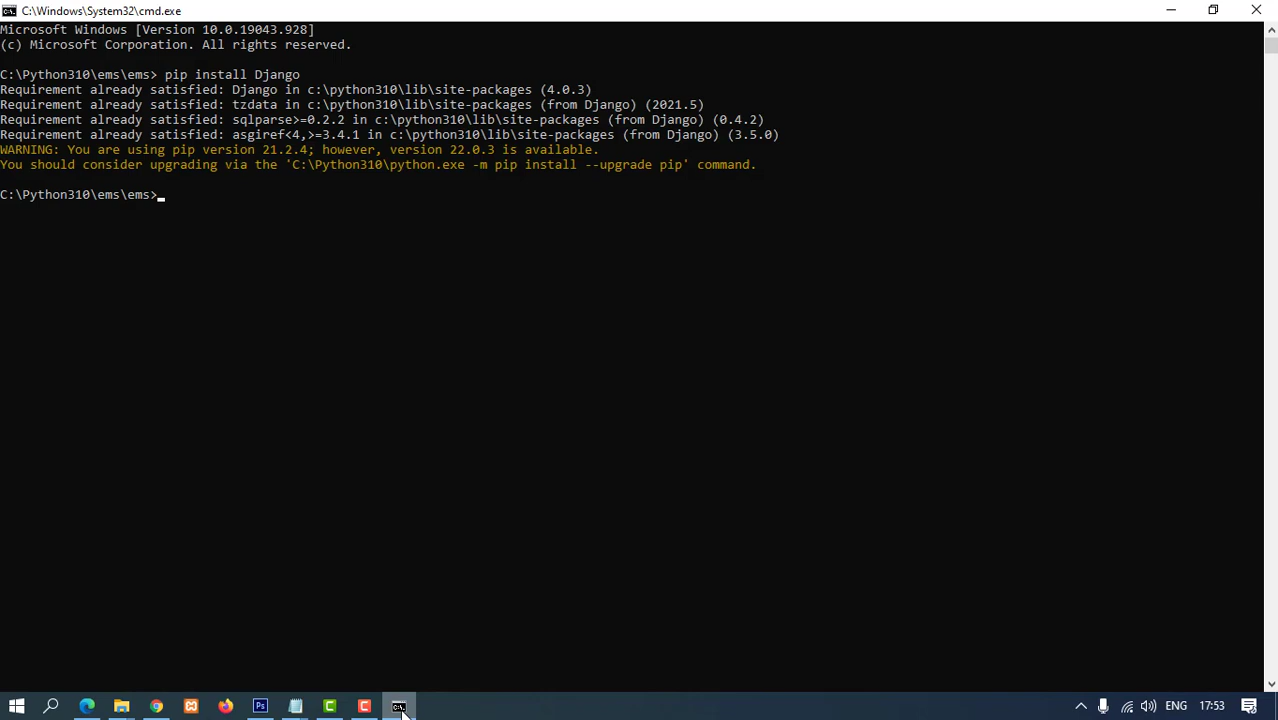 C:\Windows\System32\cmd.exe
Microsoft Windows [Version 10.0.19043.928]
(c) Microsoft Corporation. All rights reserved.
C:\Python310\ems\ems> pip install Django
Requirement already satisfied: Django in c:\python310\lib\site-packages (4.0.3)
Requirement already satisfied: tzdata in c:\python310\lib\site-packages (from Django) (2021.5)
Requirement already satisfied: sqlparse>=0.2.2 in c:\python310\lib\site-packages (from Django) (0.4.2)
Requirement already satisfied: asgiref<4,>=3.4.1 in c:\python310\lib\site-packages (from Django) (3.5.0)
WARNING: You are using pip version 21.2.4; however, version 22.0.3 is available.
You should consider upgrading via the 'C:\Python310\python.exe -m pip install --upgrade pip' command.
C:\Python310\ems\ems>
Ps C C C:\. ENG 17:53